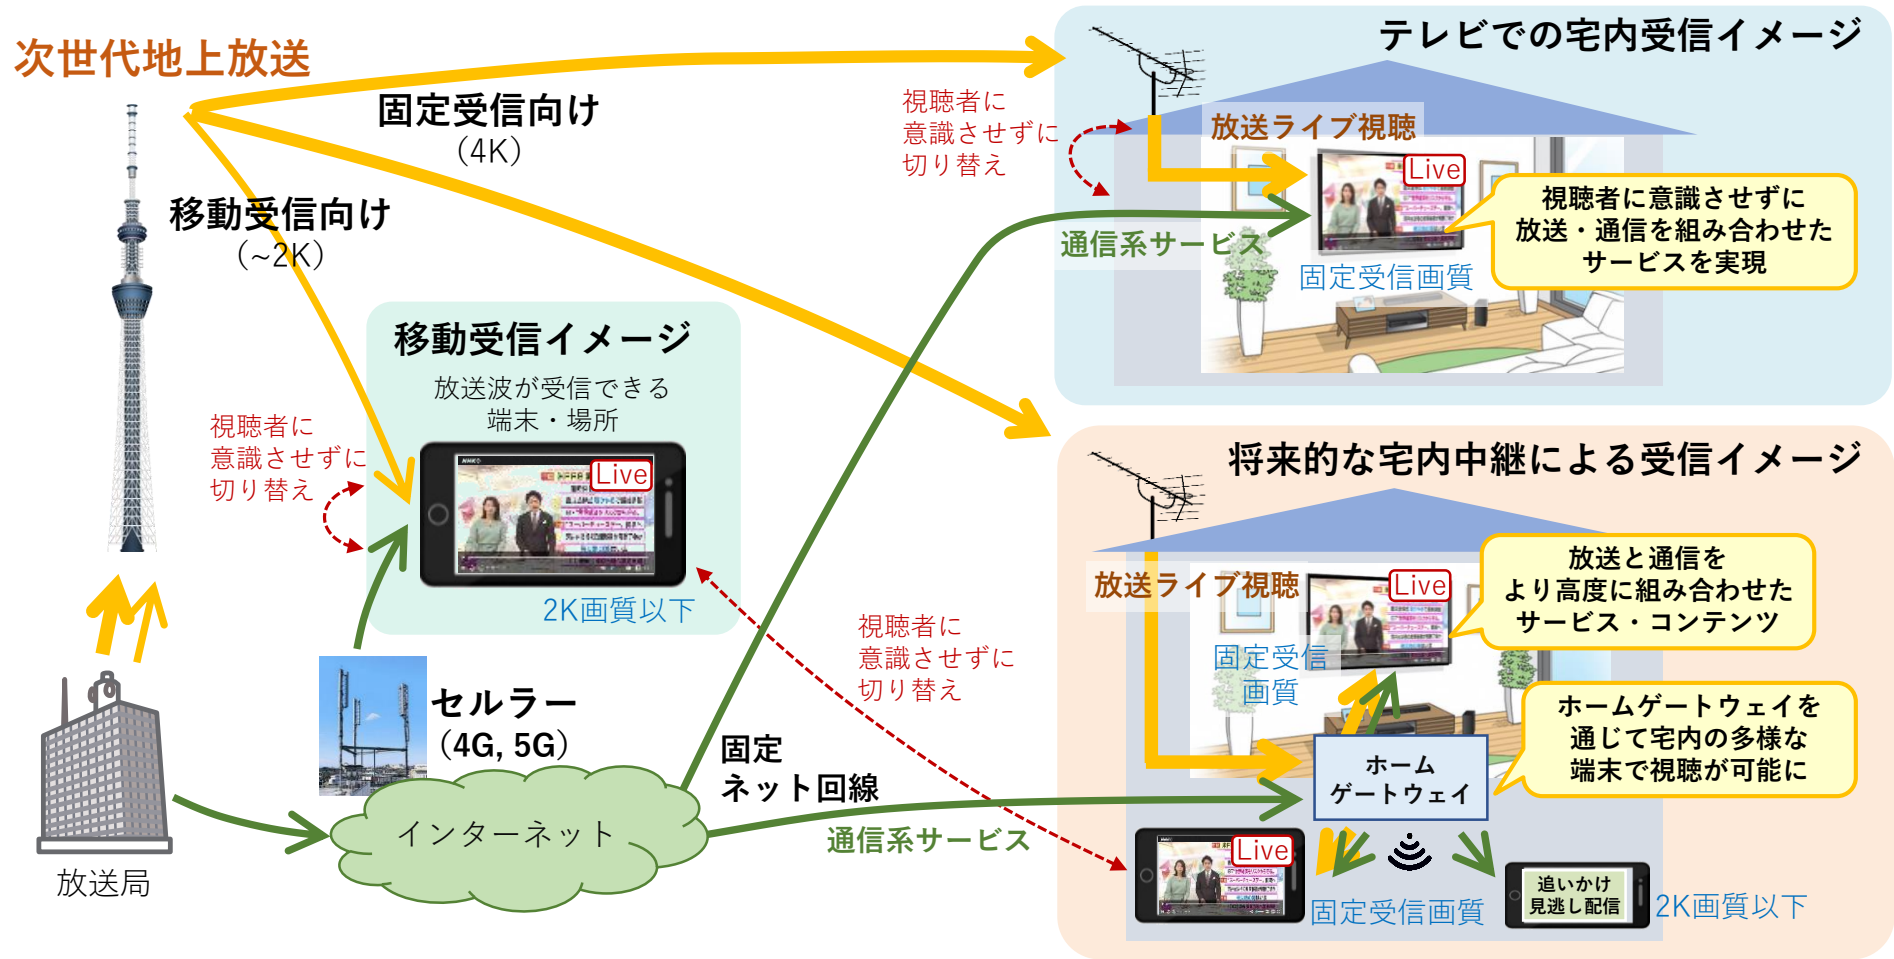 次世代地上放送
固定受信向け
（4K）
移動受信向け
（~2K）
移動受信イメージ
放送波が受信できる
端末・場所
視聴者に
意識させずに
切り替え
Live
2K画質以下
セルラー
（4G, 5G）
インターネット
放送局
固定
ネット回線
通信系サービス
視聴者に
意識させずに
切り替え
テレビでの宅内受信イメージ
視聴者に
意識させずに
切り替え
放送ライブ視聴
Live
通信系サービス
固定受信画質
視聴者に意識させずに
放送・通信を組み合わせた
サービスを実現
将来的な宅内中継による受信イメージ
放送ライブ視聴
Live
固定受信
画質
放送と通信を
より高度に組み合わせた
サービス・コンテンツ
ホームゲートウェイを
通じて宅内の多様な
端末で視聴が可能に
ホーム
ゲートウェイ
Live
固定受信画質
追いかけ
見逃し配信
2K画質以下